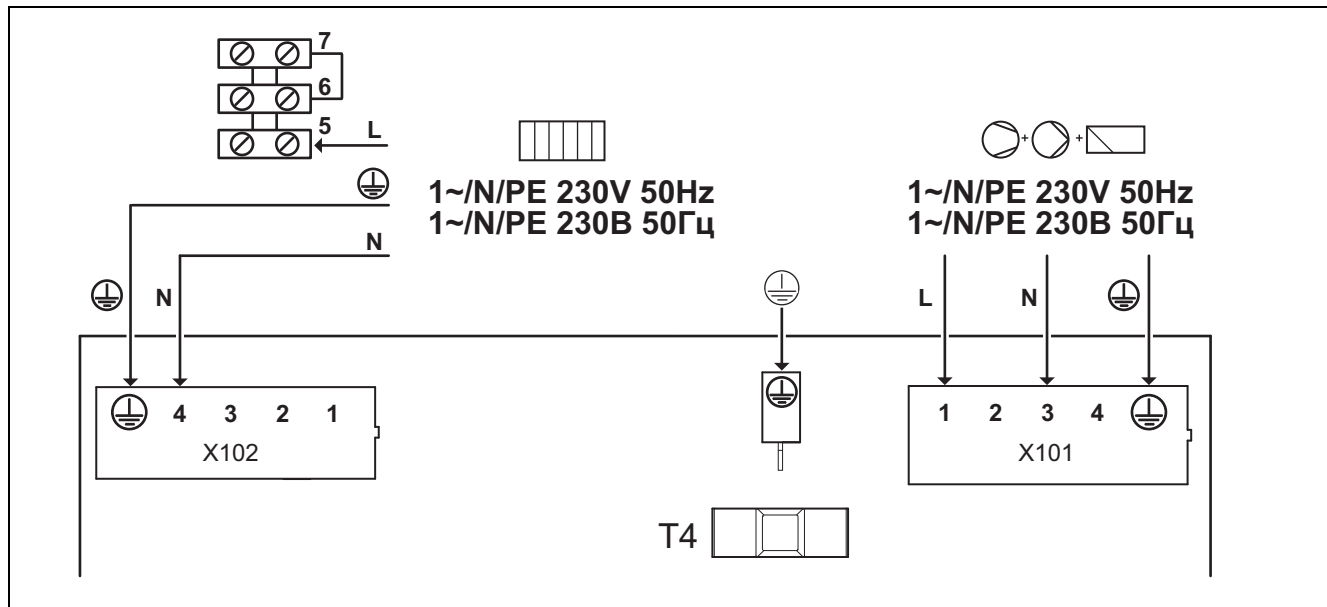 7
6
5
L
1~/N/PE 230V 50Hz
1~/N/PE 230В 50Гц
+ +
1~/N/PE 230V 50Hz
1~/N/PE 230В 50Гц
N
N
L
N
4 3 2 1
X102
1 2 3 4
X101
T4